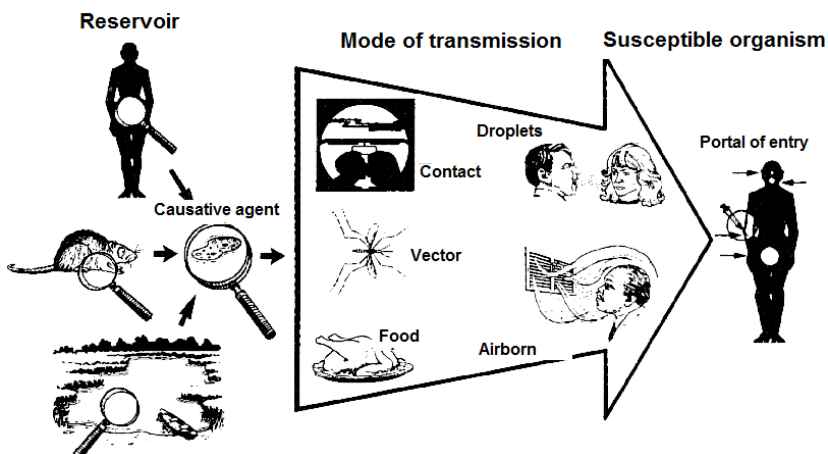 Reservoir
Mode of transmission
Susceptible organism
Droplets
Portal of entry
Contact
Causative agent
Vector
Food
Airborn